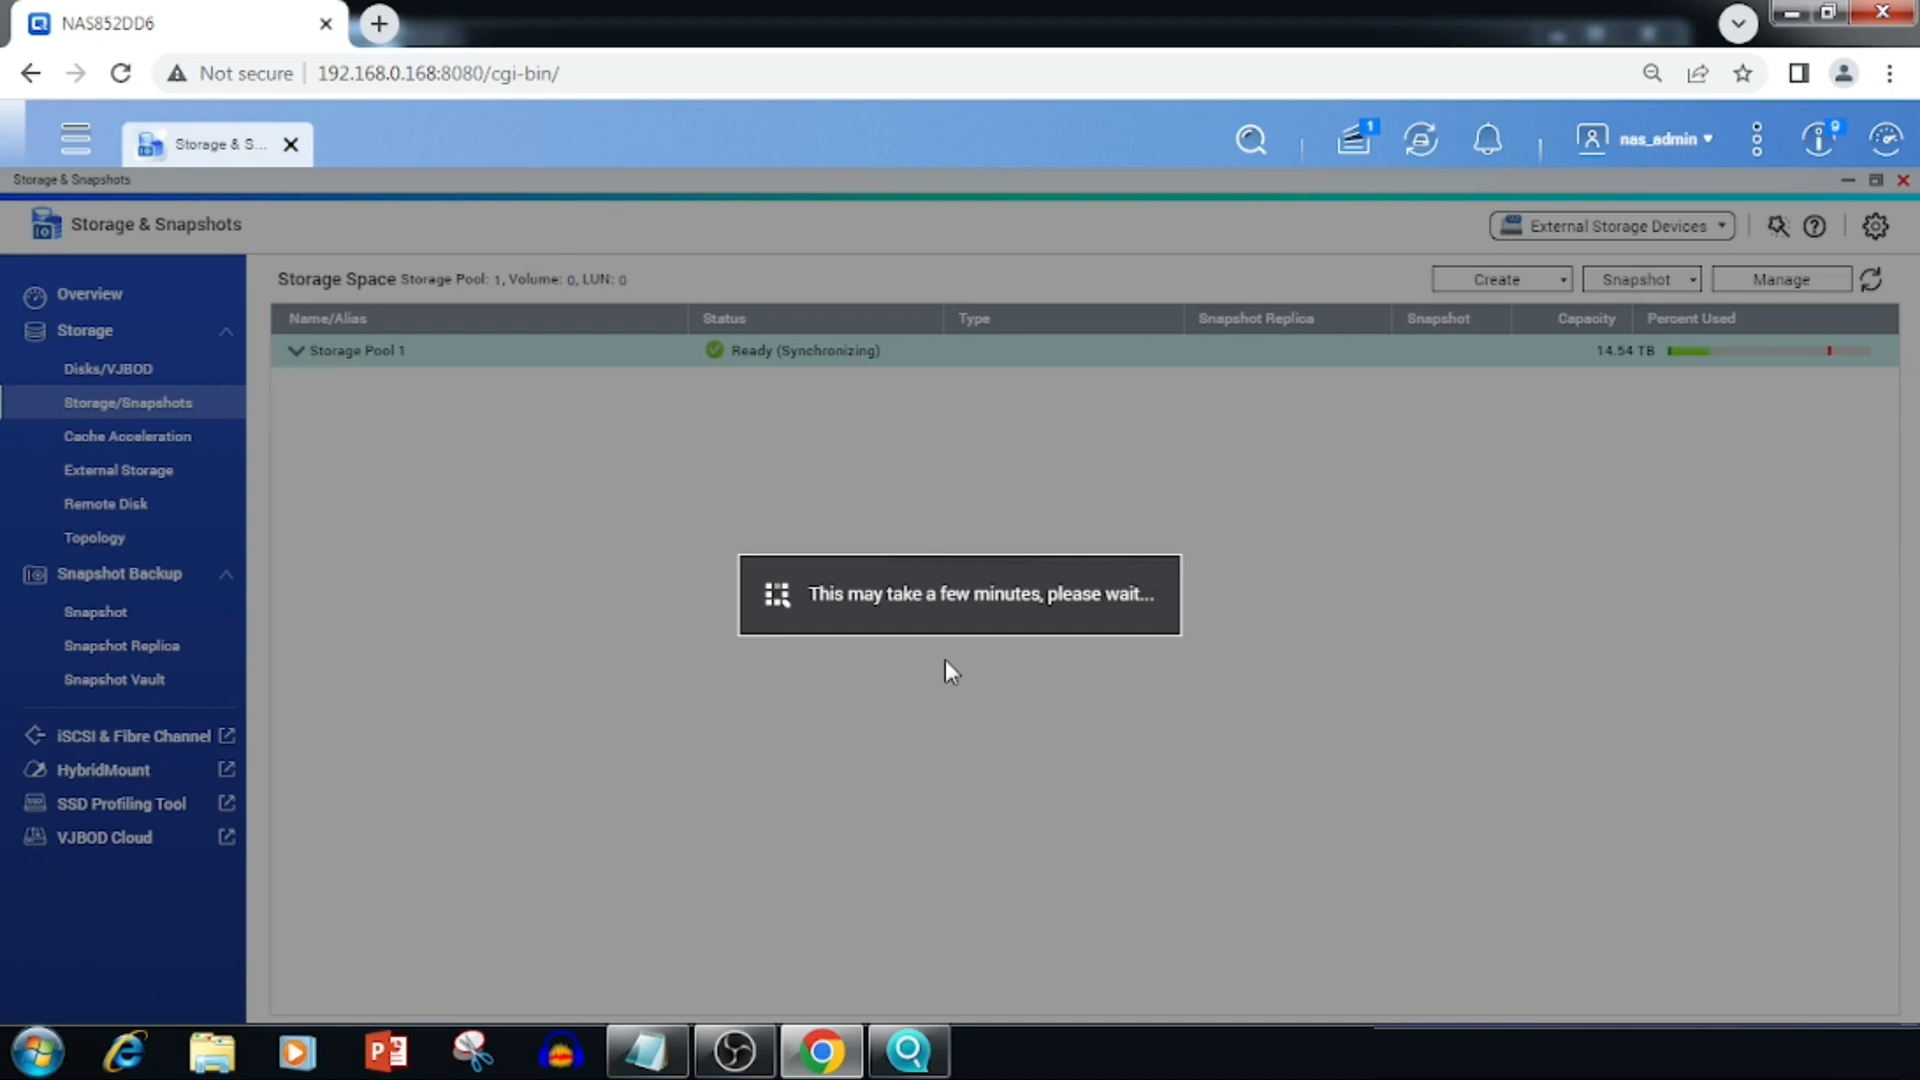 NAS852DD6
Not secure 192.168.0.168:8080/cgi-bin/
Storage & S...
1
nas_admin
9
Storage & Snapshots
Storage & Snapshots
External Storage Devices
Overview
Storage
Disks/VJBOD
Storage/Snapshots
Cache Acceleration
External Storage
Remote Disk
Topology
Snapshot Backup
Snapshot
Snapshot Replica
Snapshot Vault
iSCSI & Fibre Channel
HybridMount
SSD Profiling Tool
VJBOD Cloud
Storage Space Storage Pool: 1, Volume: 0, LUN: 0
Create Snapshot Manage
Name/Alias Status Type Snapshot Replica Snapshot Capacity Percent Used
Storage Pool 1 Ready (Synchronizing) 14.54 TB
This may take a few minutes, please wait...